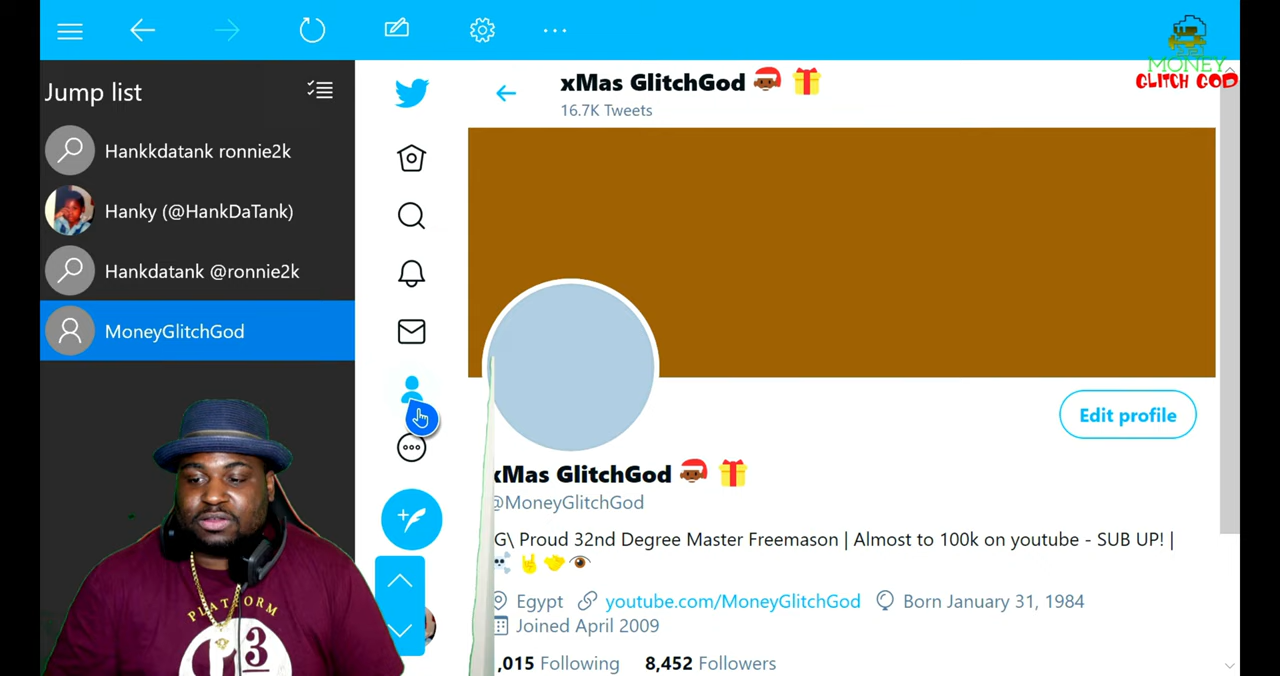 MONEY
GLITCH GOD
Jump list
Hankkdatank ronnie2k
Hanky (@HankDaTank)
Hankdatank @ronnie2k
MoneyGlitchGod
xMas GlitchGod 🎅🏾 🎁
16.7K Tweets
Edit profile
xMas GlitchGod 🎅🏾 🎁
@MoneyGlitchGod
G\ Proud 32nd Degree Master Freemason | Almost to 100k on youtube - SUB UP! |
☠️ 🤘 🤝 👁️
Egypt youtube.com/MoneyGlitchGod Born January 31, 1984
Joined April 2009
,015 Following 8,452 Followers
PLATFORM
3